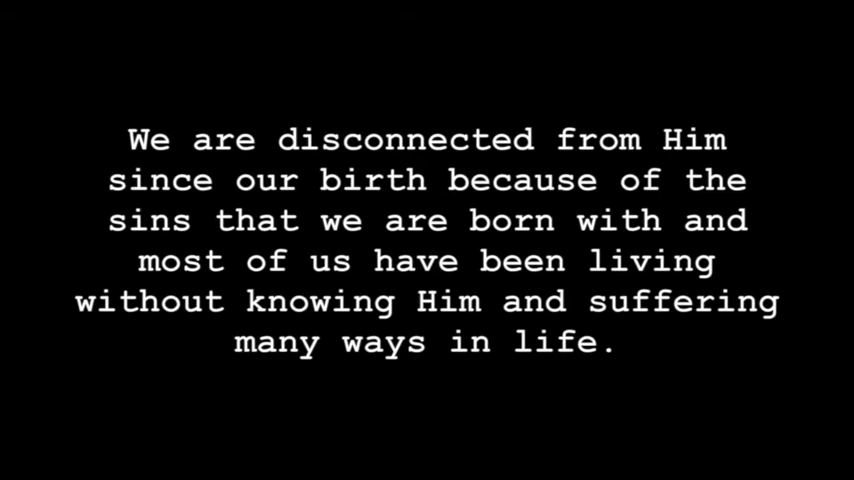 We are disconnected from Him
since our birth because of the
sins that we are born with and
most of us have been living
without knowing Him and suffering
many ways in life.